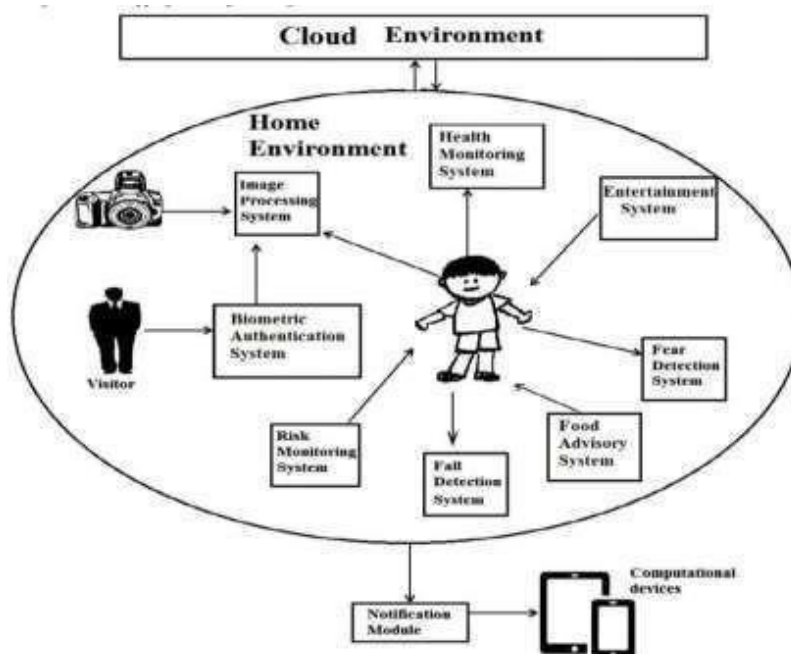 Cloud Environment
Home
Environment
Health
Monitoring
System
Image
Processing
System
Entertainment
System
Biometric
Authentication
System
Visitor
Fear
Detection
System
Risk
Monitoring
System
Food
Advisory
System
Fall
Detection
System
Computational
devices
Notification
Module